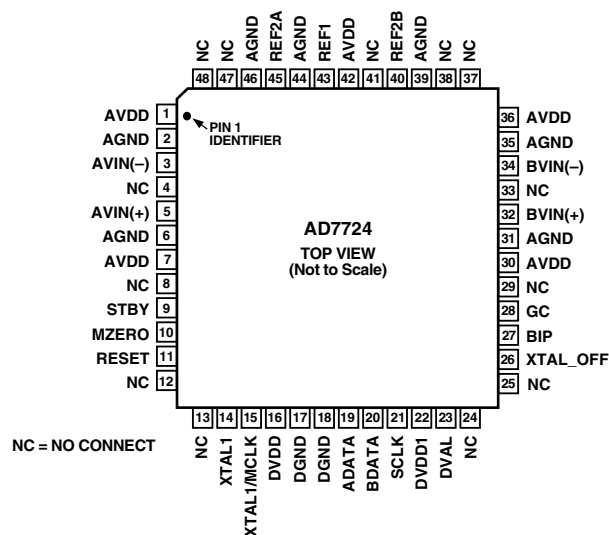 NC NC AGND REF2A AGND REF1 AVDD NC REF2B AGND NC NC
48 47 46 45 44 43 42 41 40 39 38 37
AVDD 1
AGND 2
AVIN(–) 3
NC 4
AVIN(+) 5
AGND 6
AVDD 7
NC 8
STBY 9
MZERO 10
RESET 11
NC 12
PIN 1
IDENTIFIER
AD7724
TOP VIEW
(Not to Scale)
36 AVDD
35 AGND
34 BVIN(–)
33 NC
32 BVIN(+)
31 AGND
30 AVDD
29 NC
28 GC
27 BIP
26 XTAL_OFF
25 NC
13 14 15 16 17 18 19 20 21 22 23 24
NC XTAL1 XTAL1/MCLK DVDD DGND DGND ADATA BDATA SCLK DVDD1 DVAL NC
NC = NO CONNECT